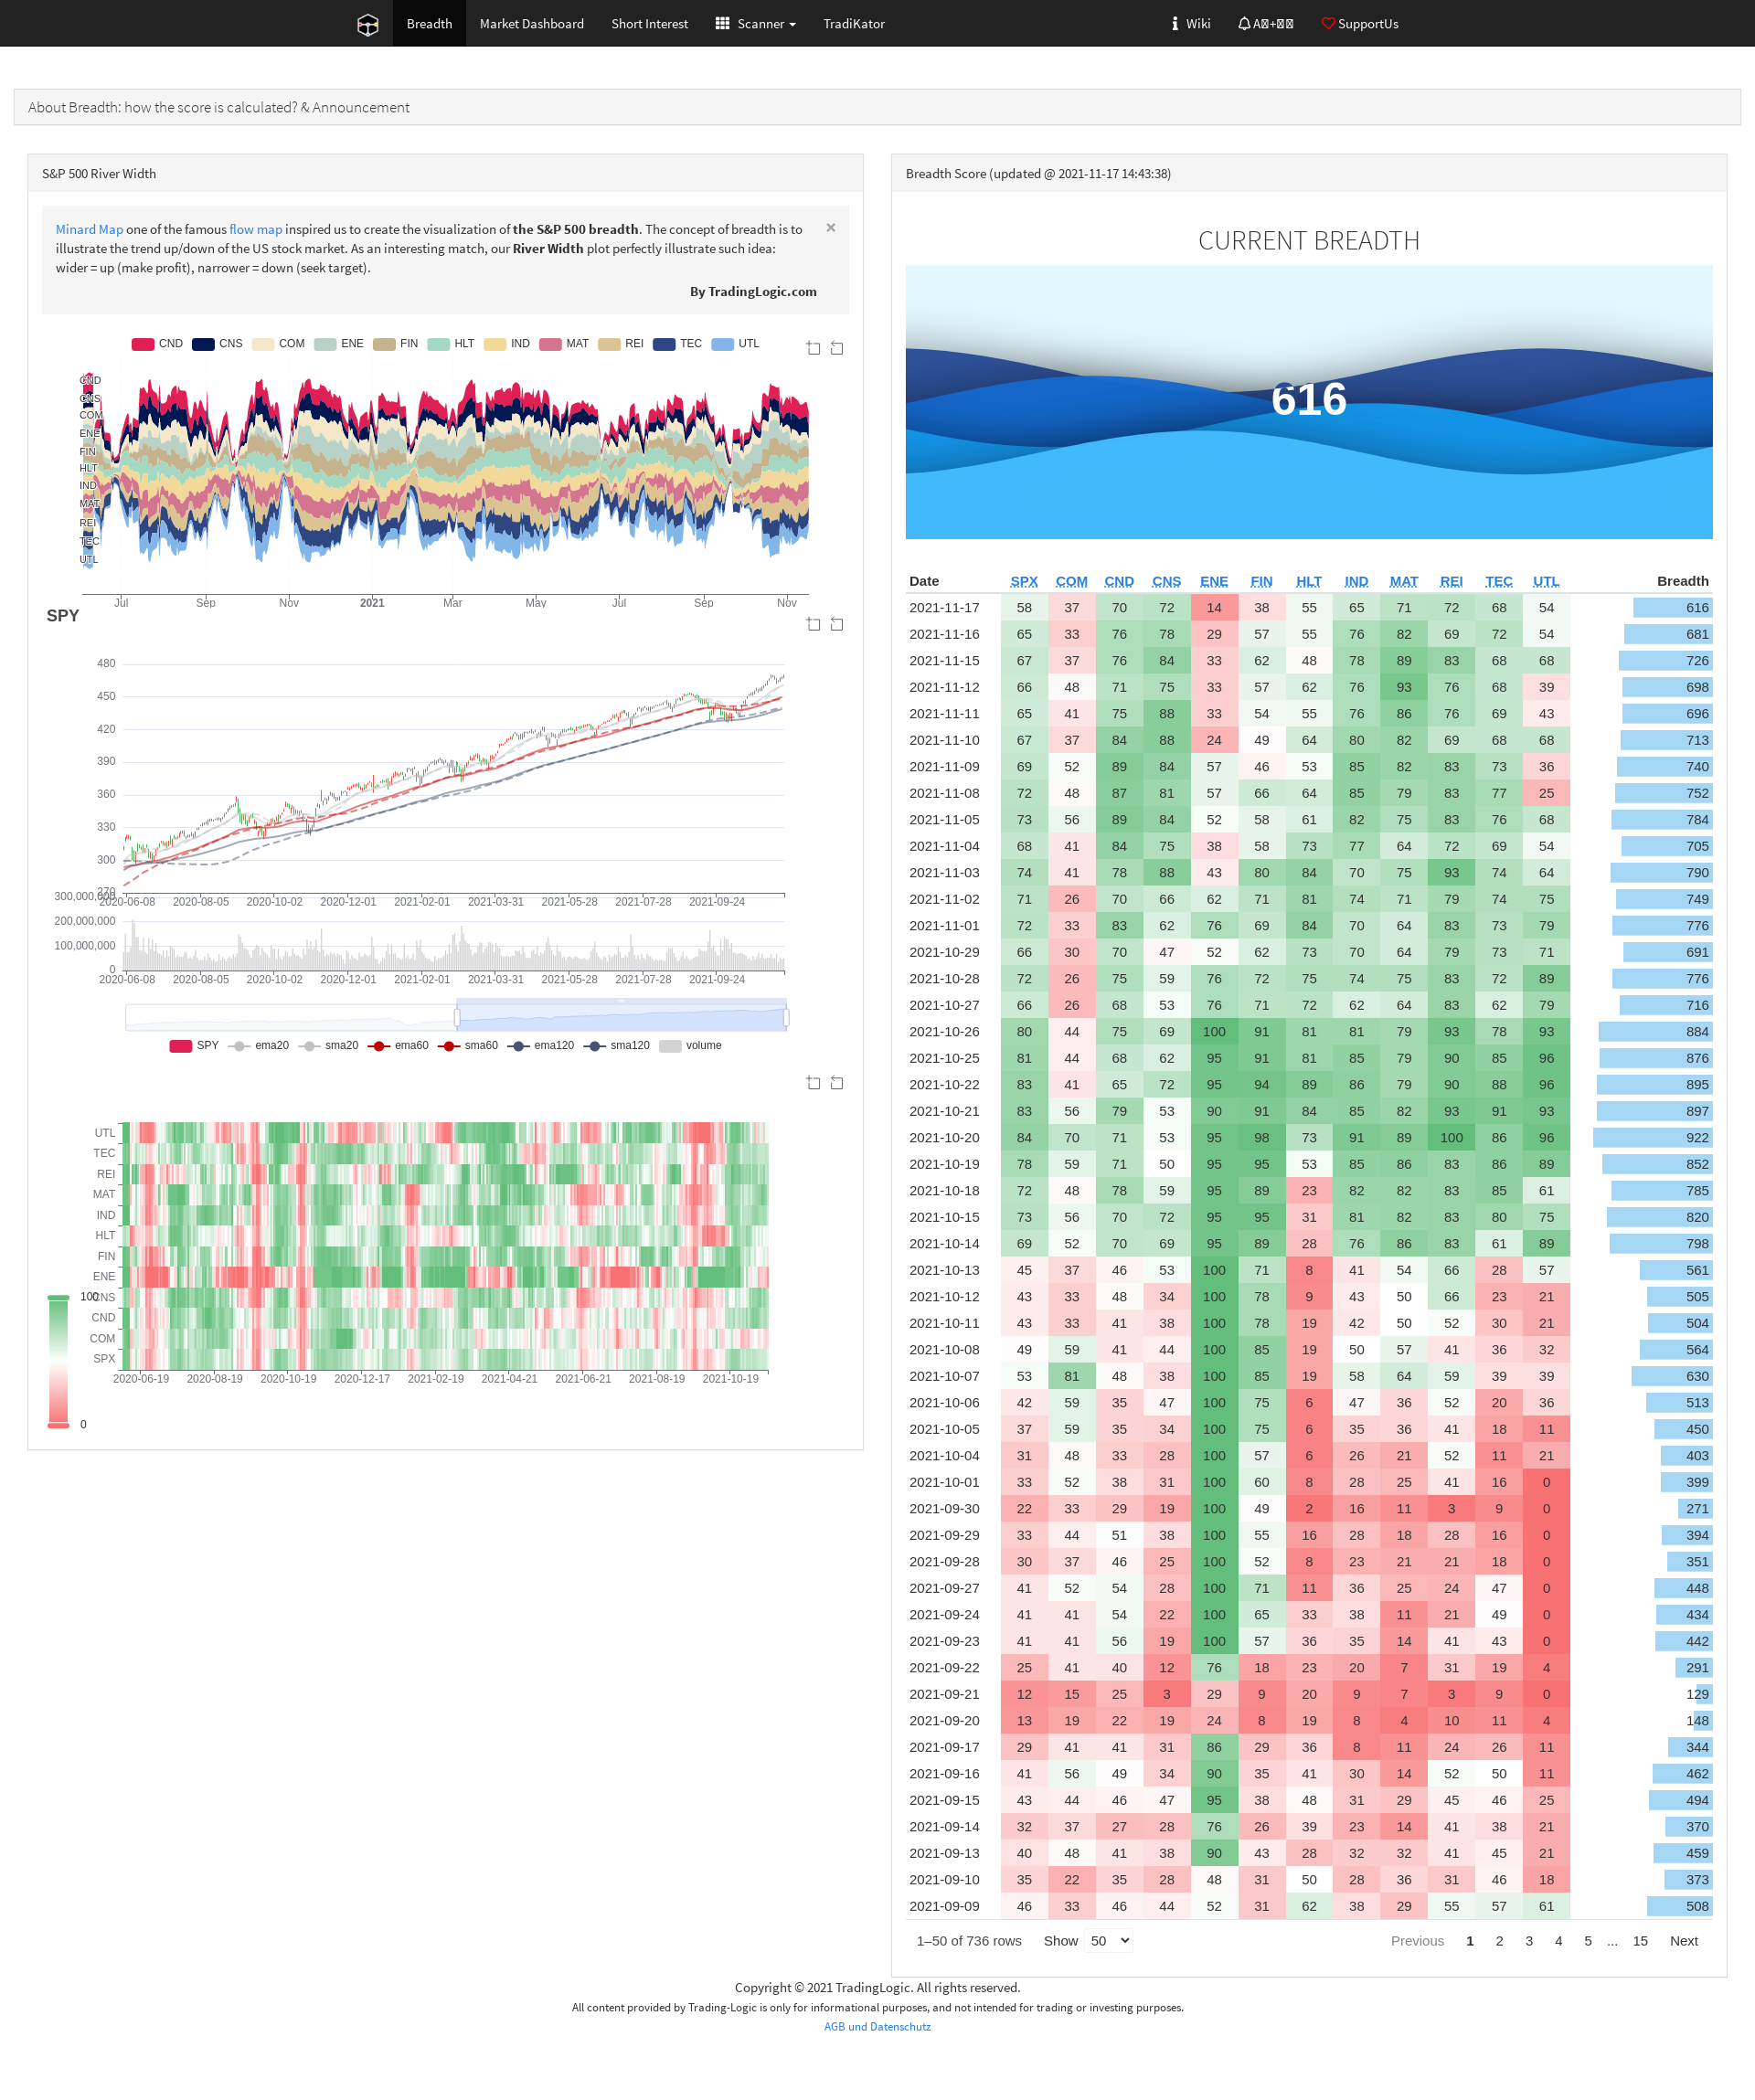 Breadth Market Dashboard Short Interest Scanner TradiKator Wiki SupportUs
About Breadth: how the score is calculated? & Announcement
S&P 500 River Width
Minard Map one of the famous flow map inspired us to create the visualization of the S&P 500 breadth. The concept of breadth is to
illustrate the trend up/down of the US stock market. As an interesting match, our River Width plot perfectly illustrate such idea:
wider = up (make profit), narrower = down (seek target).
×
By TradingLogic.com
CND CNS COM ENE FIN HLT IND MAT REI TEC UTL
CND
CNS
COM
ENE
FIN
HLT
IND
MAT
REI
TEC
UTL
Jul Sep Nov 2021 Mar May Jul Sep Nov
SPY
480
450
420
390
360
330
300
270
2020-06-08 2020-08-05 2020-10-02 2020-12-01 2021-02-01 2021-03-31 2021-05-28 2021-07-28 2021-09-24
300,000,000
200,000,000
100,000,000
0
2020-06-08 2020-08-05 2020-10-02 2020-12-01 2021-02-01 2021-03-31 2021-05-28 2021-07-28 2021-09-24
SPY ema20 sma20 ema60 sma60 ema120 sma120 volume
UTL
TEC
REI
MAT
IND
HLT
FIN
ENE
CNS
CND
COM
SPX
2020-06-19 2020-08-19 2020-10-19 2020-12-17 2021-02-19 2021-04-21 2021-06-21 2021-08-19 2021-10-19
100
0
Breadth Score (updated @ 2021-11-17 14:43:38)
CURRENT BREADTH
616
Date SPX COM CND CNS ENE FIN HLT IND MAT REI TEC UTL Breadth
2021-11-17 58 37 70 72 14 38 55 65 71 72 68 54 616
2021-11-16 65 33 76 78 29 57 55 76 82 69 72 54 681
2021-11-15 67 37 76 84 33 62 48 78 89 83 68 68 726
2021-11-12 66 48 71 75 33 57 62 76 93 76 68 39 698
2021-11-11 65 41 75 88 33 54 55 76 86 76 69 43 696
2021-11-10 67 37 84 88 24 49 64 80 82 69 68 68 713
2021-11-09 69 52 89 84 57 46 53 85 82 83 73 36 740
2021-11-08 72 48 87 81 57 66 64 85 79 83 77 25 752
2021-11-05 73 56 89 84 52 58 61 82 75 83 76 68 784
2021-11-04 68 41 84 75 38 58 73 77 64 72 69 54 705
2021-11-03 74 41 78 88 43 80 84 70 75 93 74 64 790
2021-11-02 71 26 70 66 62 71 81 74 71 79 74 75 749
2021-11-01 72 33 83 62 76 69 84 70 64 83 73 79 776
2021-10-29 66 30 70 47 52 62 73 70 64 79 73 71 691
2021-10-28 72 26 75 59 76 72 75 74 75 83 72 89 776
2021-10-27 66 26 68 53 76 71 72 62 64 83 62 79 716
2021-10-26 80 44 75 69 100 91 81 81 79 93 78 93 884
2021-10-25 81 44 68 62 95 91 81 85 79 90 85 96 876
2021-10-22 83 41 65 72 95 94 89 86 79 90 88 96 895
2021-10-21 83 56 79 53 90 91 84 85 82 93 91 93 897
2021-10-20 84 70 71 53 95 98 73 91 89 100 86 96 922
2021-10-19 78 59 71 50 95 95 53 85 86 83 86 89 852
2021-10-18 72 48 78 59 95 89 23 82 82 83 85 61 785
2021-10-15 73 56 70 72 95 95 31 81 82 83 80 75 820
2021-10-14 69 52 70 69 95 89 28 76 86 83 61 89 798
2021-10-13 45 37 46 53 100 71 8 41 54 66 28 57 561
2021-10-12 43 33 48 34 100 78 9 43 50 66 23 21 505
2021-10-11 43 33 41 38 100 78 19 42 50 52 30 21 504
2021-10-08 49 59 41 44 100 85 19 50 57 41 36 32 564
2021-10-07 53 81 48 38 100 85 19 58 64 59 39 39 630
2021-10-06 42 59 35 47 100 75 6 47 36 52 20 36 513
2021-10-05 37 59 35 34 100 75 6 35 36 41 18 11 450
2021-10-04 31 48 33 28 100 57 6 26 21 52 11 21 403
2021-10-01 33 52 38 31 100 60 8 28 25 41 16 0 399
2021-09-30 22 33 29 19 100 49 2 16 11 3 9 0 271
2021-09-29 33 44 51 38 100 55 16 28 18 28 16 0 394
2021-09-28 30 37 46 25 100 52 8 23 21 21 18 0 351
2021-09-27 41 52 54 28 100 71 11 36 25 24 47 0 448
2021-09-24 41 41 54 22 100 65 33 38 11 21 49 0 434
2021-09-23 41 41 56 19 100 57 36 35 14 41 43 0 442
2021-09-22 25 41 40 12 76 18 23 20 7 31 19 4 291
2021-09-21 12 15 25 3 29 9 20 9 7 3 9 0 129
2021-09-20 13 19 22 19 24 8 19 8 4 10 11 4 148
2021-09-17 29 41 41 31 86 29 36 8 11 24 26 11 344
2021-09-16 41 56 49 34 90 35 41 30 14 52 50 11 462
2021-09-15 43 44 46 47 95 38 48 31 29 45 46 25 494
2021-09-14 32 37 27 28 76 26 39 23 14 41 38 21 370
2021-09-13 40 48 41 38 90 43 28 32 32 41 45 21 459
2021-09-10 35 22 35 28 48 31 50 28 36 31 46 18 373
2021-09-09 46 33 46 44 52 31 62 38 29 55 57 61 508
1–50 of 736 rows Show 50 Previous 1 2 3 4 5 ... 15 Next
Copyright © 2021 TradingLogic. All rights reserved.
All content provided by Trading-Logic is only for informational purposes, and not intended for trading or investing purposes.
AGB und Datenschutz